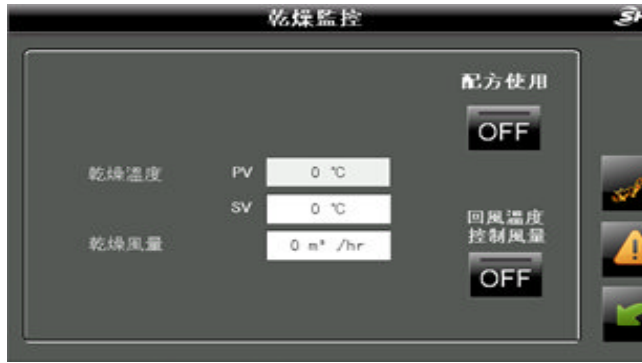 乾燥監控
配方使用
OFF
乾燥溫度 PV 0 ℃
SV 0 ℃
回風溫度
控制風量
乾燥風量 0 m³ /hr
OFF